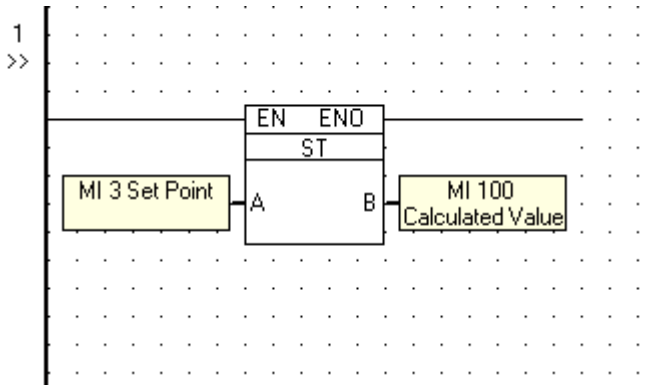 1
>>
EN ENO
ST
MI 3 Set Point
A
B
MI 100
Calculated Value